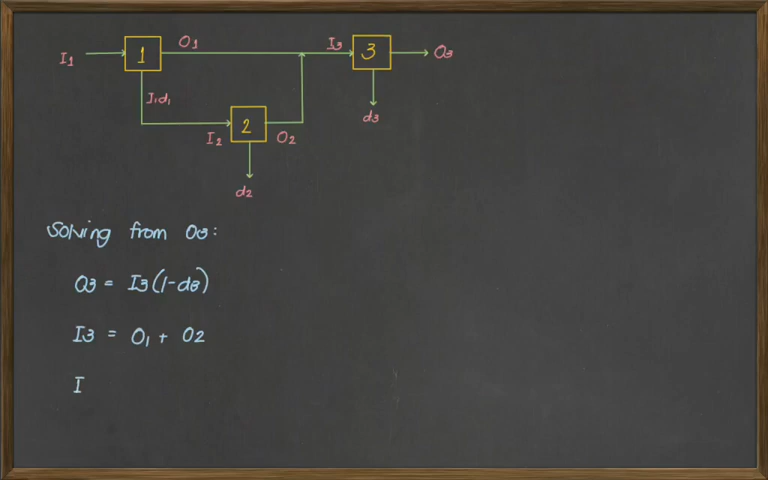 I1 1 O1 I3 3 O3
I1d1
I2 2 O2
d3
d2
Solving from O3:
O3 = I3(1-d3)
I3 = O1 + O2
I